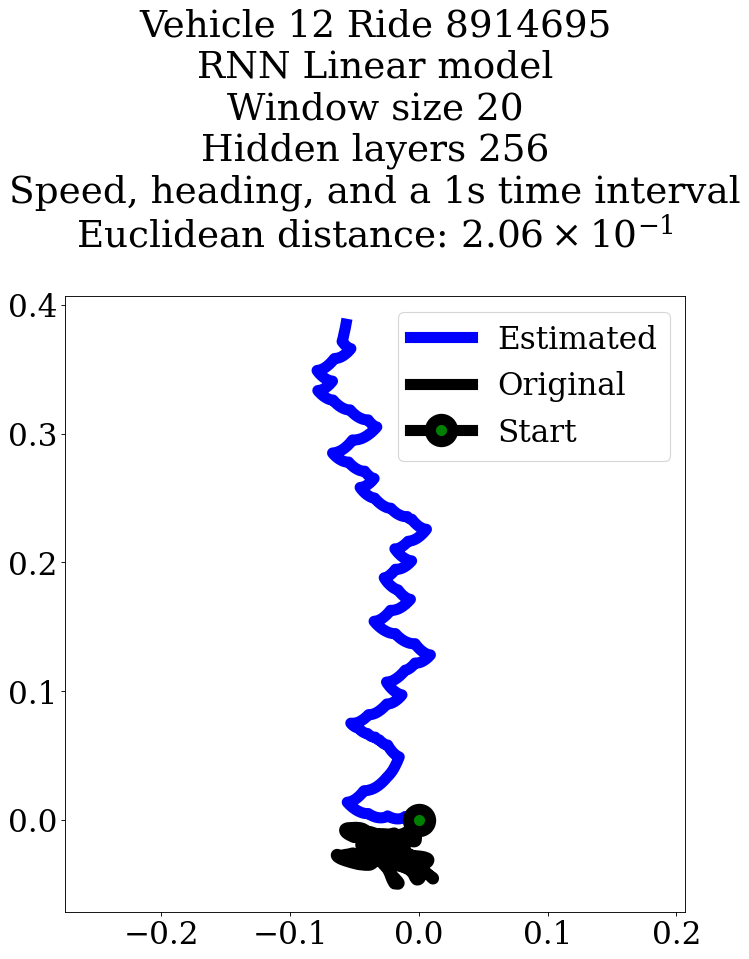 Vehicle 12 Ride 8914695
RNN Linear model
Window size 20
Hidden layers 256
Speed, heading, and a 1s time interval
Euclidean distance: 2.06 × 10⁻¹
0.4
Estimated
Original
Start
0.3
0.2
0.1
0.0
−0.2
−0.1
0.0
0.1
0.2